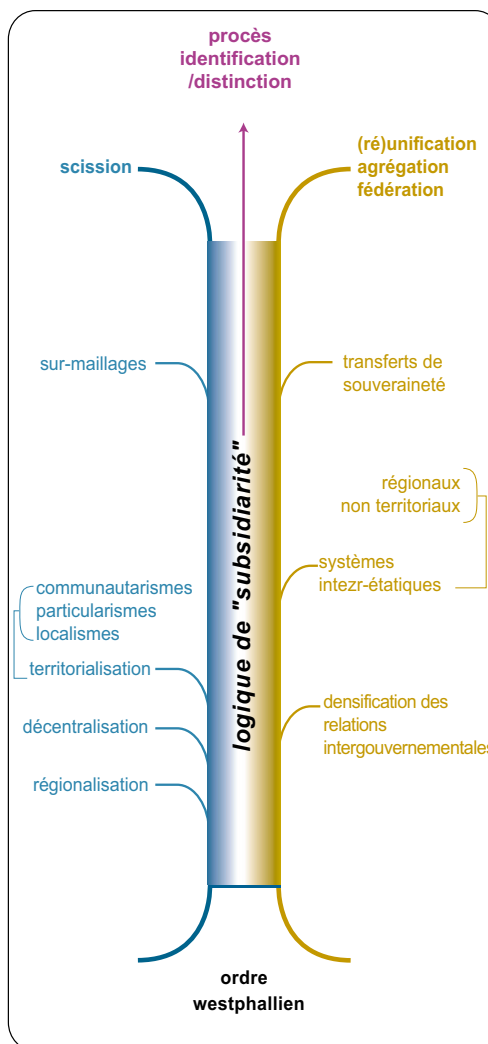 procès
identification
/distinction
scission
(ré)unification
agrégation
fédération
sur-maillages
transferts de
souveraineté
régionaux
non territoriaux
systèmes
intezr-étatiques
communautarismes
particularismes
localismes
territorialisation
décentralisation
régionalisation
densification des
relations
intergouvernementales
logique de "subsidiarité"
ordre
westphallien